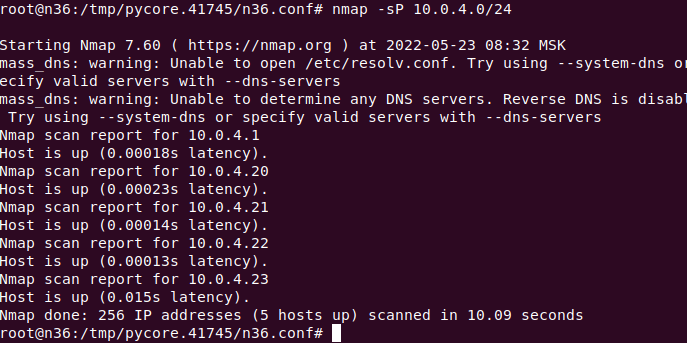 root@n36:/tmp/pycore.41745/n36.conf# nmap -sP 10.0.4.0/24
Starting Nmap 7.60 ( https://nmap.org ) at 2022-05-23 08:32 MSK
mass_dns: warning: Unable to open /etc/resolv.conf. Try using --system-dns or
ecify valid servers with --dns-servers
mass_dns: warning: Unable to determine any DNS servers. Reverse DNS is disabl
Try using --system-dns or specify valid servers with --dns-servers
Nmap scan report for 10.0.4.1
Host is up (0.00018s latency).
Nmap scan report for 10.0.4.20
Host is up (0.00023s latency).
Nmap scan report for 10.0.4.21
Host is up (0.00014s latency).
Nmap scan report for 10.0.4.22
Host is up (0.00013s latency).
Nmap scan report for 10.0.4.23
Host is up (0.015s latency).
Nmap done: 256 IP addresses (5 hosts up) scanned in 10.09 seconds
root@n36:/tmp/pycore.41745/n36.conf#